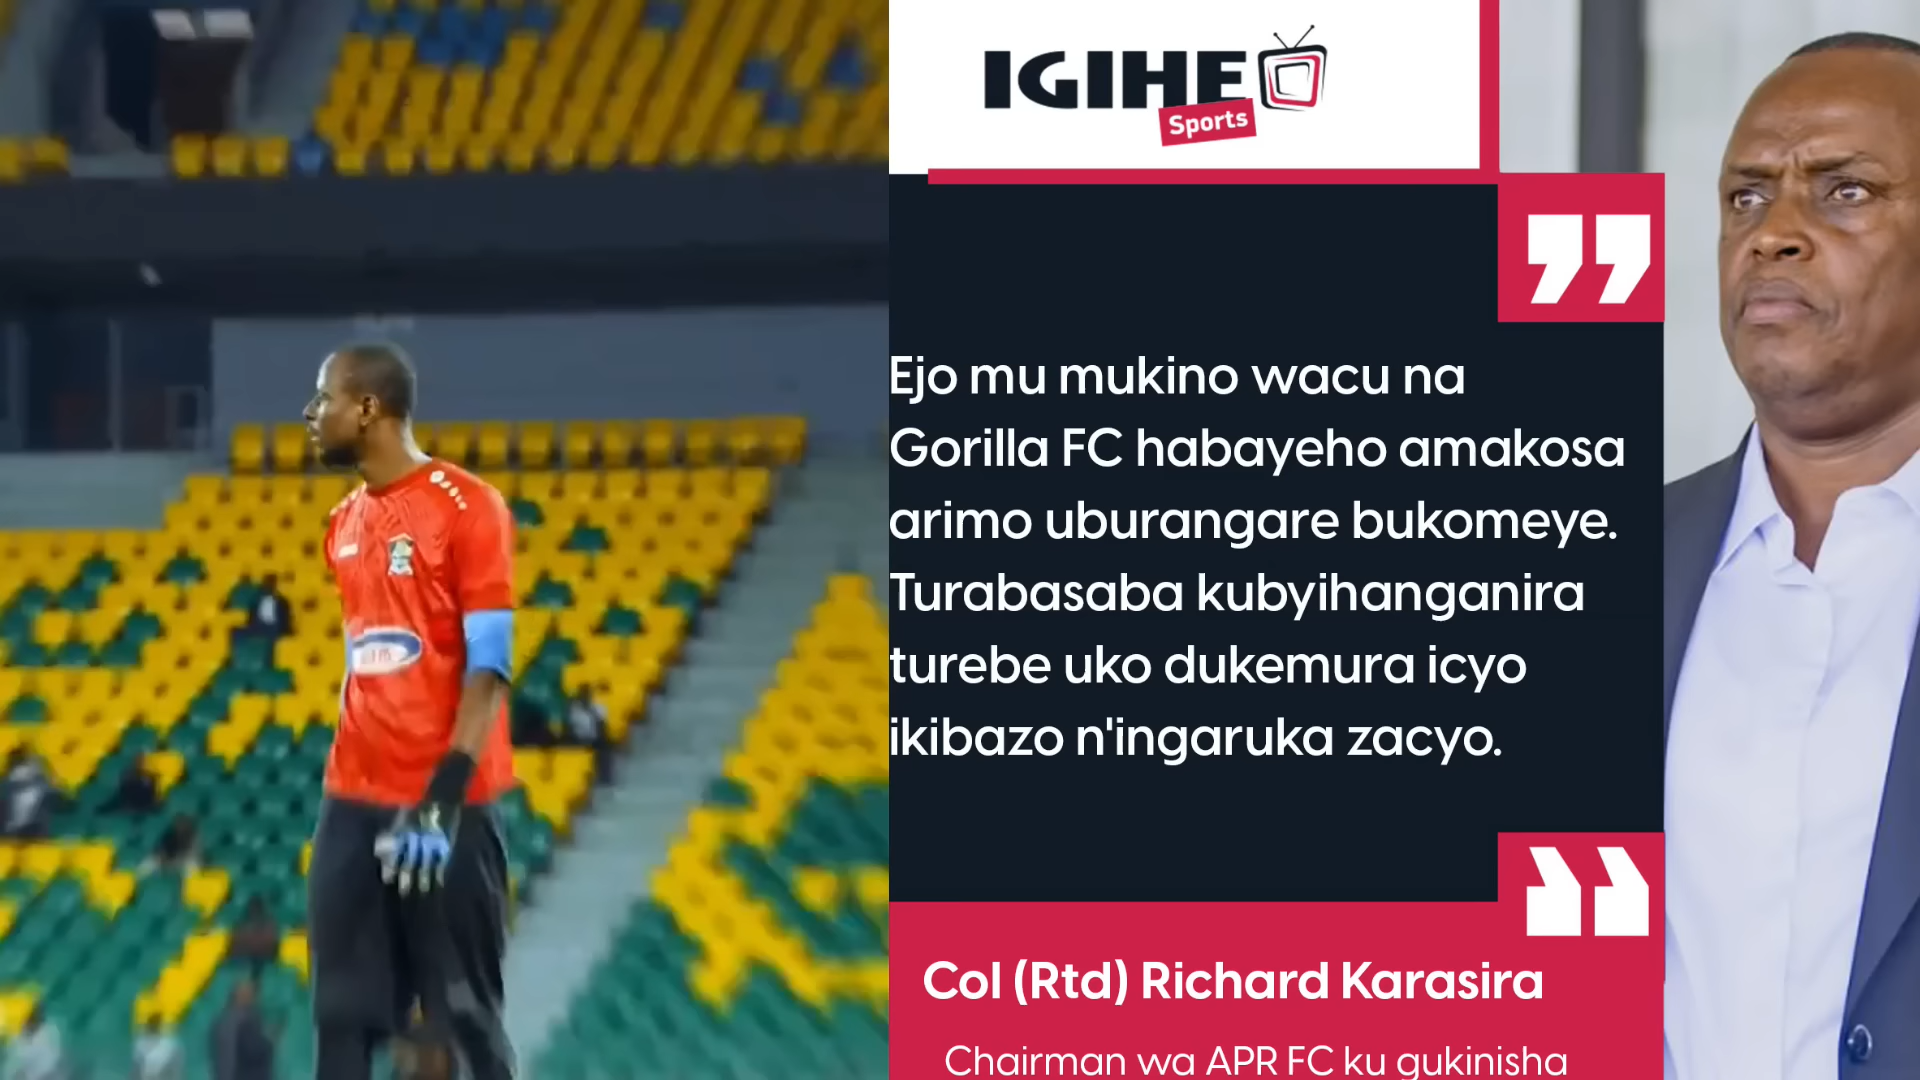 IGIHE
Sports
Ejo mu mukino wacu na
Gorilla FC habayeho amakosa
arimo uburangare bukomeye.
Turabasaba kubyihanganira
turebe uko dukemura icyo
ikibazo n'ingaruka zacyo.
Col (Rtd) Richard Karasira
Chairman wa APR FC ku gukinisha